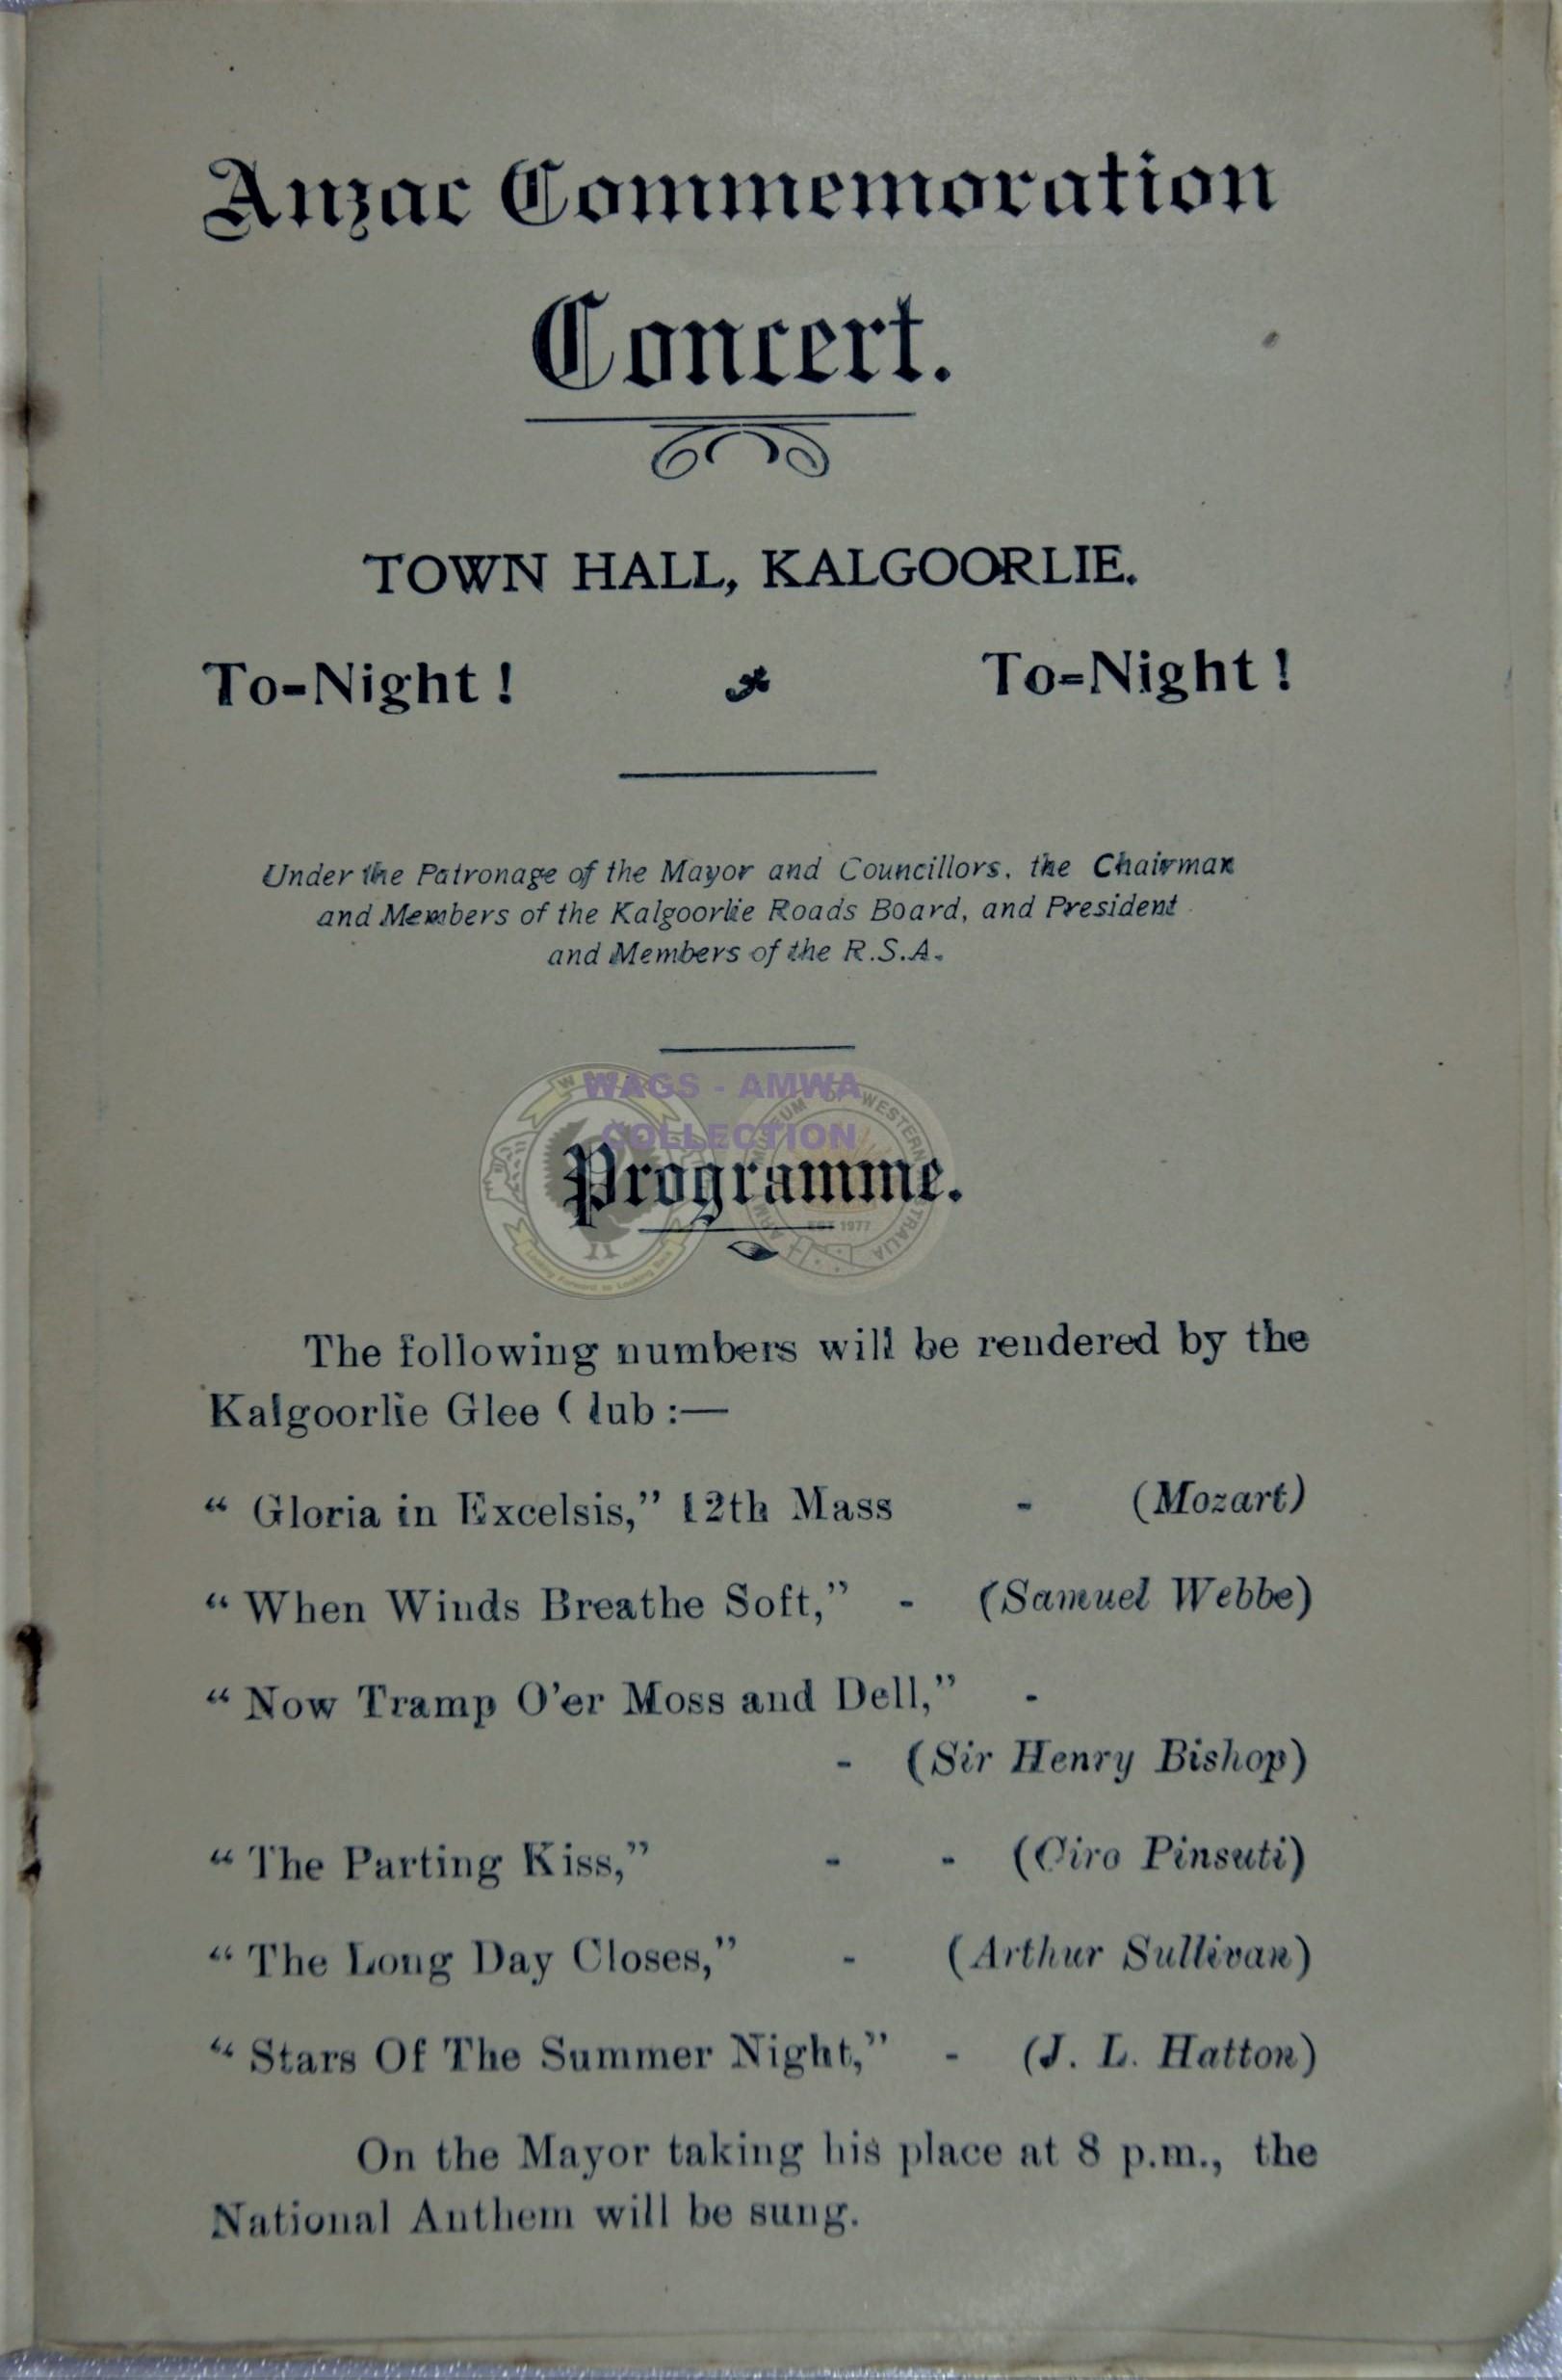 Anzac Commemoration
Concert.
TOWN HALL, KALGOORLIE.
To-Night! To-Night!
Under the Patronage of the Mayor and Councillors, the Chairman
and Members of the Kalgoorlie Roads Board, and President
and Members of the R.S.A.
WAGS - AMWA
COLLECTION
MUSEUM OF WESTERN
EST 1977
Programme.
The following numbers will be rendered by the
Kalgoorlie Glee Club :—
“ Gloria in Excelsis,” 12th Mass - (Mozart)
“ When Winds Breathe Soft,” - (Samuel Webbe)
“ Now Tramp O’er Moss and Dell,” -
- (Sir Henry Bishop)
“ The Parting Kiss,” - - (Ciro Pinsuti)
“ The Long Day Closes,” - (Arthur Sullivan)
“ Stars Of The Summer Night,” - (J. L. Hatton)
On the Mayor taking his place at 8 p.m., the
National Anthem will be sung.